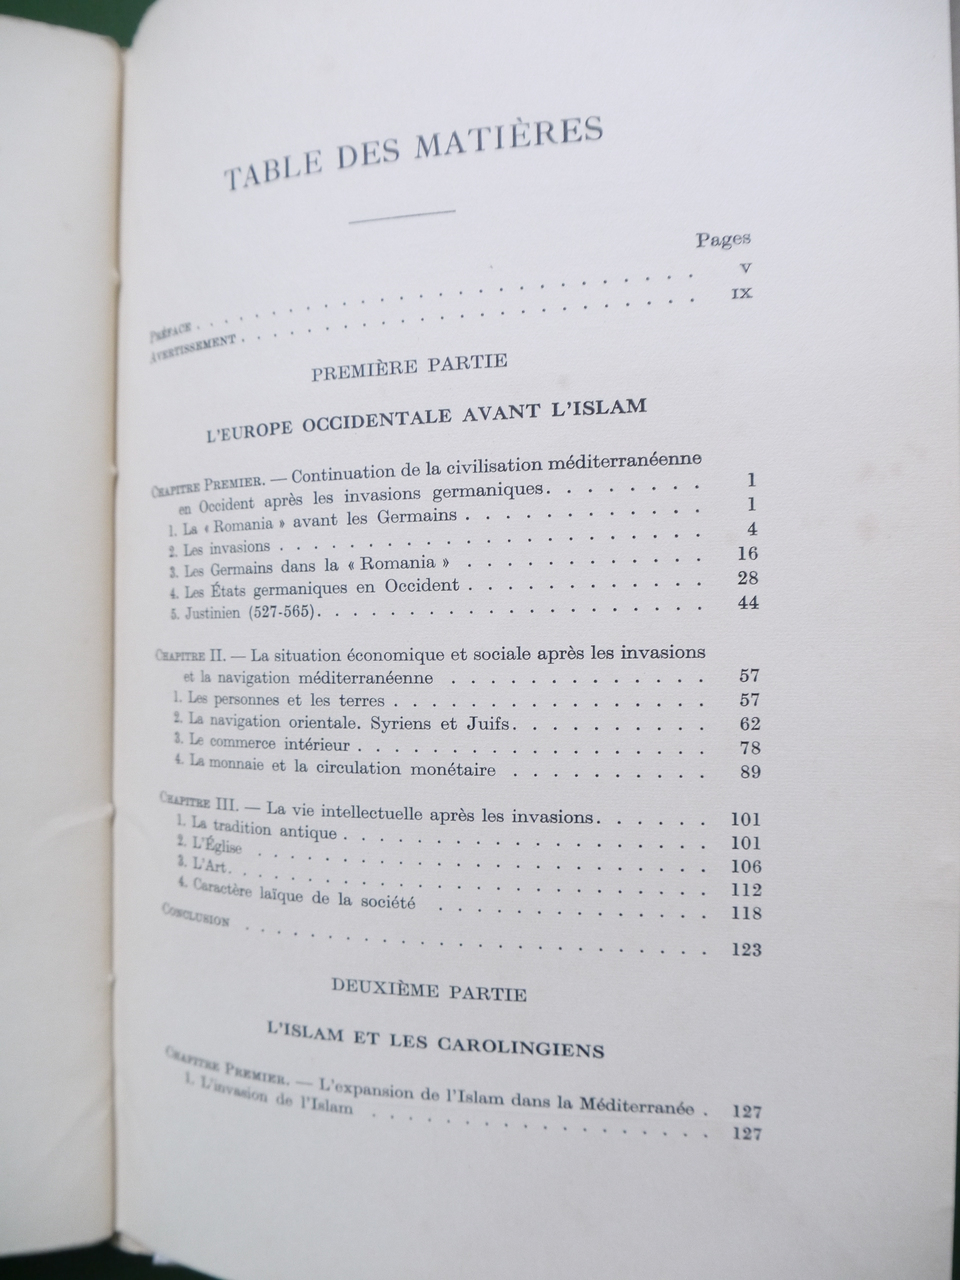 TABLE DES MATIÈRES
Pages
PRÉFACE . . . . . . . . . . . . . . . . . . . . V
AVERTISSEMENT . . . . . . . . . . . . . . . . . . IX
PREMIÈRE PARTIE
L'EUROPE OCCIDENTALE AVANT L'ISLAM
CHAPITRE PREMIER. — Continuation de la civilisation méditerranéenne
en Occident après les invasions germaniques. . . . . . . . 1
1. La « Romania » avant les Germains . . . . . . . . . . . 1
2. Les invasions . . . . . . . . . . . . . . . . . . 4
3. Les Germains dans la « Romania » . . . . . . . . . . . 16
4. Les États germaniques en Occident . . . . . . . . . . . 28
5. Justinien (527-565). . . . . . . . . . . . . . . . . 44
CHAPITRE II. — La situation économique et sociale après les invasions
et la navigation méditerranéenne . . . . . . . . . . . 57
1. Les personnes et les terres . . . . . . . . . . . . . . 57
2. La navigation orientale. Syriens et Juifs. . . . . . . . . 62
3. Le commerce intérieur . . . . . . . . . . . . . . . 78
4. La monnaie et la circulation monétaire . . . . . . . . . 89
CHAPITRE III. — La vie intellectuelle après les invasions. . . . . . 101
1. La tradition antique . . . . . . . . . . . . . . . . 101
2. L'Église . . . . . . . . . . . . . . . . . . . . 106
3. L'Art. . . . . . . . . . . . . . . . . . . . . . 112
4. Caractère laïque de la société . . . . . . . . . . . . 118
CONCLUSION . . . . . . . . . . . . . . . . . . . . 123
DEUXIÈME PARTIE
L'ISLAM ET LES CAROLINGIENS
CHAPITRE PREMIER. — L'expansion de l'Islam dans la Méditerranée . 127
1. L'invasion de l'Islam . . . . . . . . . . . . . . . 127